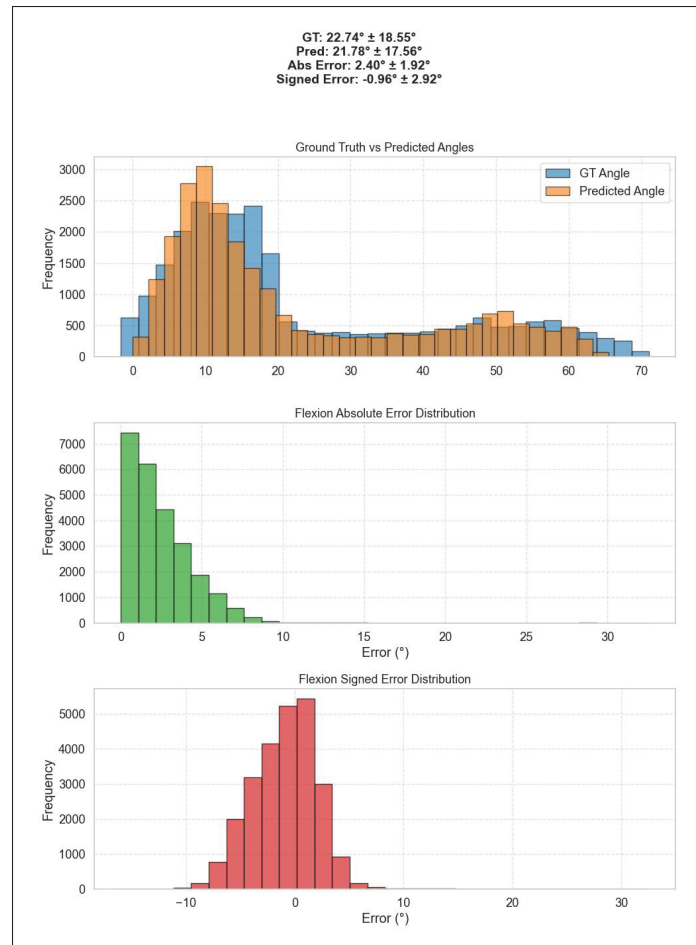 GT: 22.74° ± 18.55°
Pred: 21.78° ± 17.56°
Abs Error: 2.40° ± 1.92°
Signed Error: -0.96° ± 2.92°
Ground Truth vs Predicted Angles
GT Angle
Predicted Angle
Frequency
3000
2500
2000
1500
1000
500
0
0 10 20 30 40 50 60 70
Flexion Absolute Error Distribution
Frequency
7000
6000
5000
4000
3000
2000
1000
0
0 5 10 15 20 25 30
Error (°)
Flexion Signed Error Distribution
Frequency
5000
4000
3000
2000
1000
0
−10 0 10 20 30
Error (°)